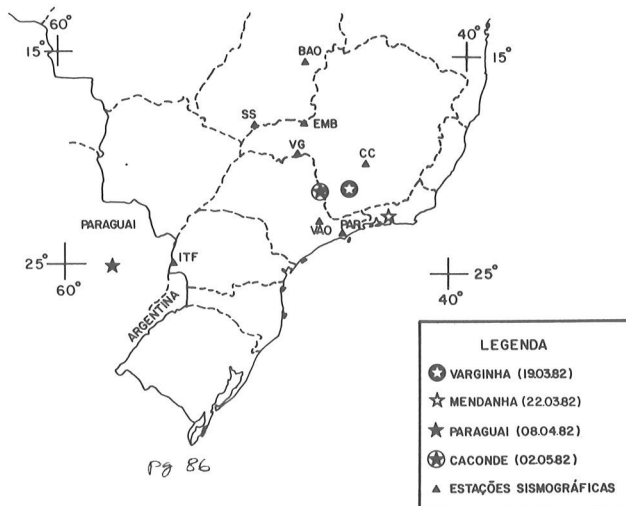 60°
15°
BAO
40°
15°
SS
EMB
VG
CC
PARAGUAI
VAO
PAR
25°
60°
ITF
25°
40°
ARGENTINA
LEGENDA
VARGINHA (19.03.82)
MENDANHA (22.03.82)
PARAGUAI (08.04.82)
CACONDE (02.05.82)
ESTAÇÕES SISMOGRÁFICAS
pg 86